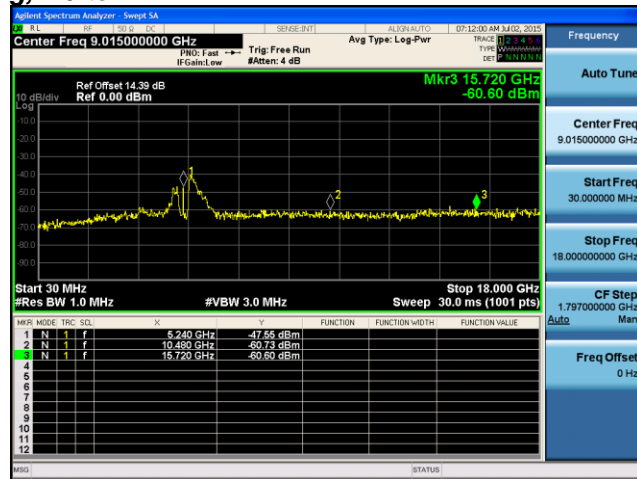 Agilent Spectrum Analyzer - Swept SA
RL RF 50 Ω DC SENSE:INT ALIGNAUTO 07:12:00 AM Jul 02, 2015
Center Freq 9.015000000 GHz
PNO: Fast
IFGain:Low
Trig: Free Run
#Atten: 4 dB
Avg Type: Log-Pwr
TRACE 1 2 3 4 5 6
TYPE
DET P N N N N N
Frequency
Auto Tune
Center Freq
9.015000000 GHz
Start Freq
30.000000 MHz
Stop Freq
18.000000000 GHz
CF Step
1.797000000 GHz
Auto Man
Freq Offset
0 Hz
Mkr3 15.720 GHz
-60.60 dBm
Ref Offset 14.39 dB
10 dB/div Ref 0.00 dBm
Log
-10.0
-20.0
-30.0
-40.0
-50.0
-60.0
-70.0
-80.0
-90.0
1
2
3
Start 30 MHz Stop 18.000 GHz
#Res BW 1.0 MHz #VBW 3.0 MHz Sweep 30.0 ms (1001 pts)
MKR MODE TRC SCL X Y FUNCTION FUNCTION WIDTH FUNCTION VALUE
1 N 1 f 5.240 GHz -47.55 dBm
2 N 1 f 10.480 GHz -60.73 dBm
3 N 1 f 15.720 GHz -60.60 dBm
4
5
6
7
8
9
10
11
12
MSG STATUS